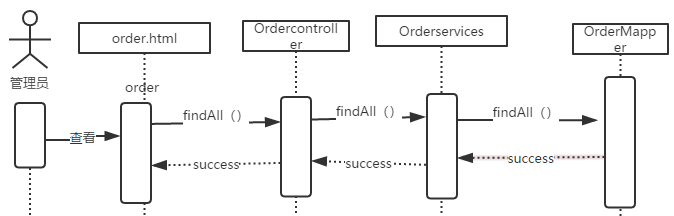 order.html
Ordercontroll
er
Orderservices
OrderMapp
er
管理员
order
findAll（）
findAll（）
findAll（）
查看
success
success
success